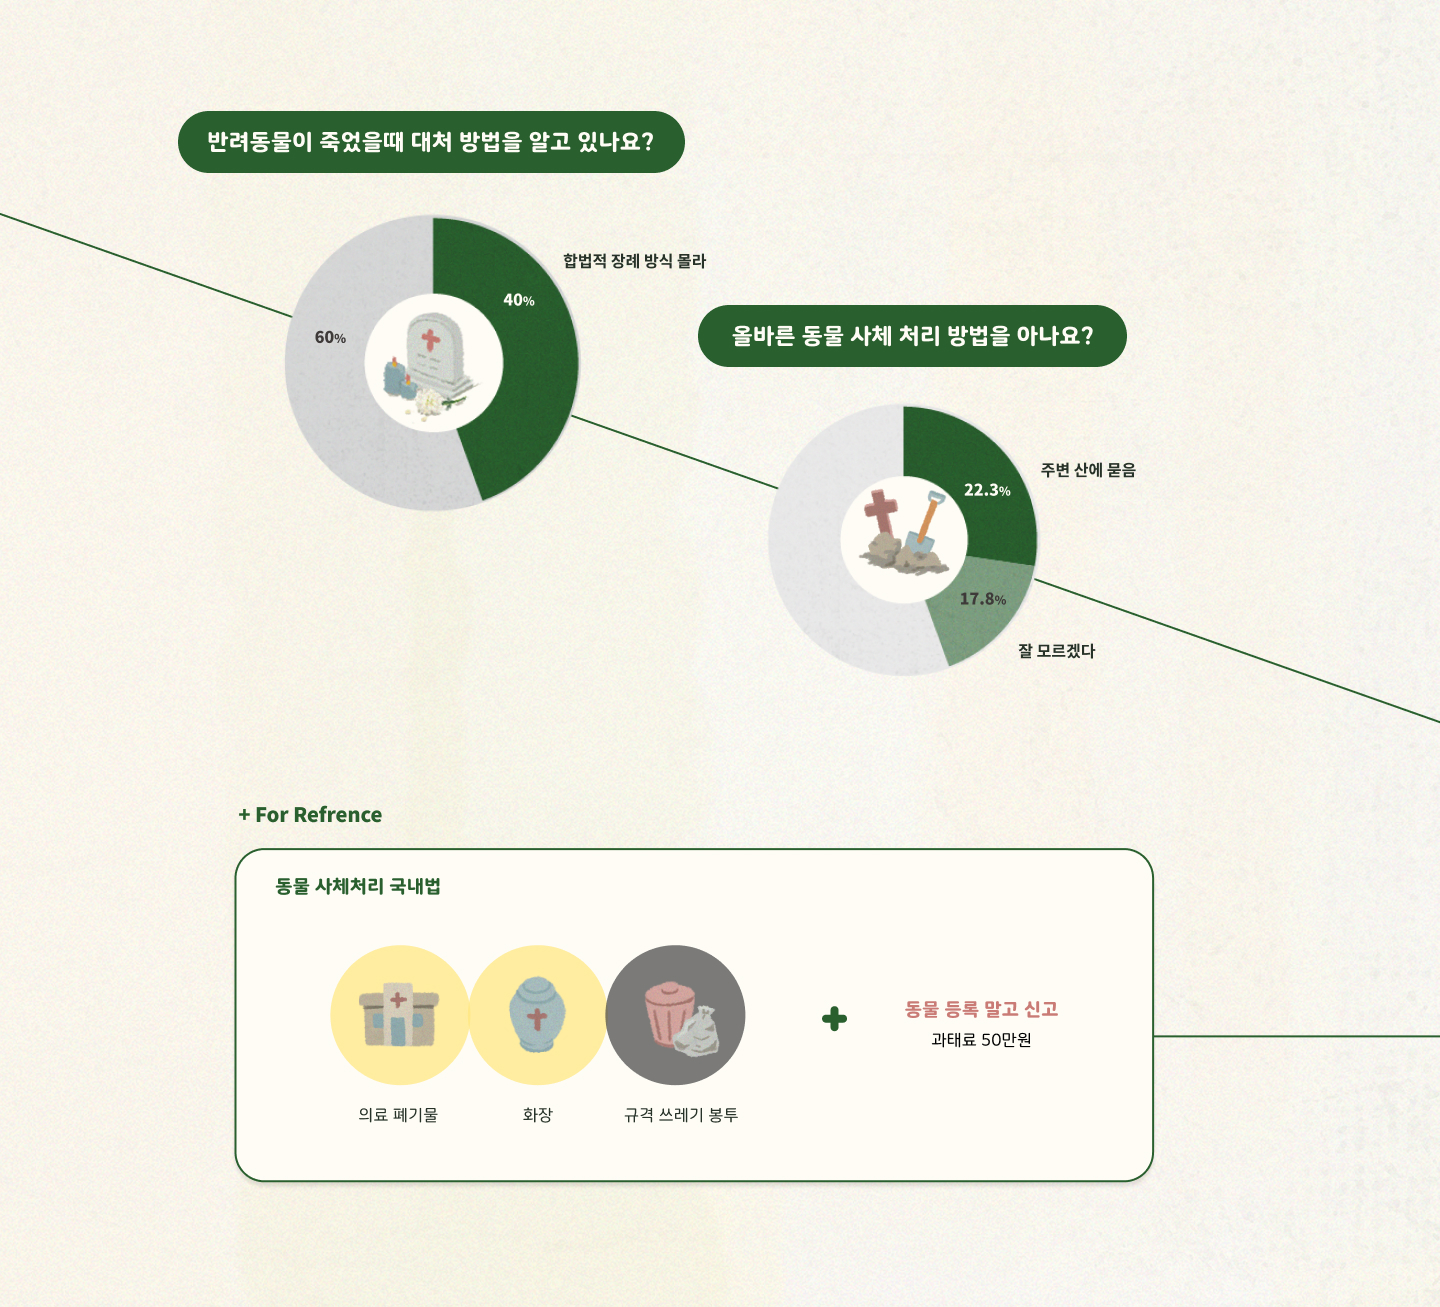 반려동물이 죽었을때 대처 방법을 알고 있나요?
합법적 장례 방식 몰라
40%
60%
올바른 동물 사체 처리 방법을 아나요?
주변 산에 묻음
22.3%
17.8%
잘 모르겠다
+ For Refrence
동물 사체처리 국내법
의료 폐기물
화장
규격 쓰레기 봉투
동물 등록 말고 신고
과태료 50만원